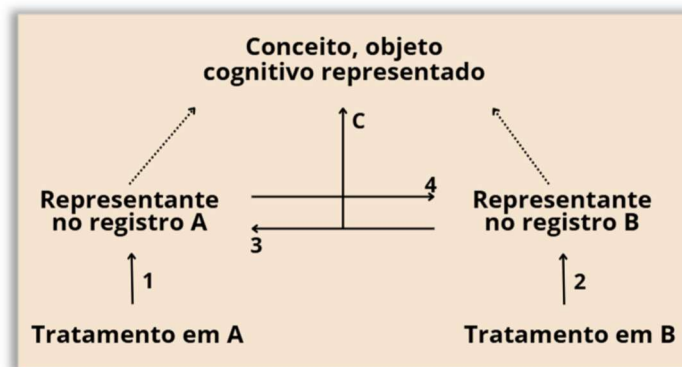 Conceito, objeto
cognitivo representado
C
Representante
no registro A
4
3
Representante
no registro B
1
2
Tratamento em A
Tratamento em B